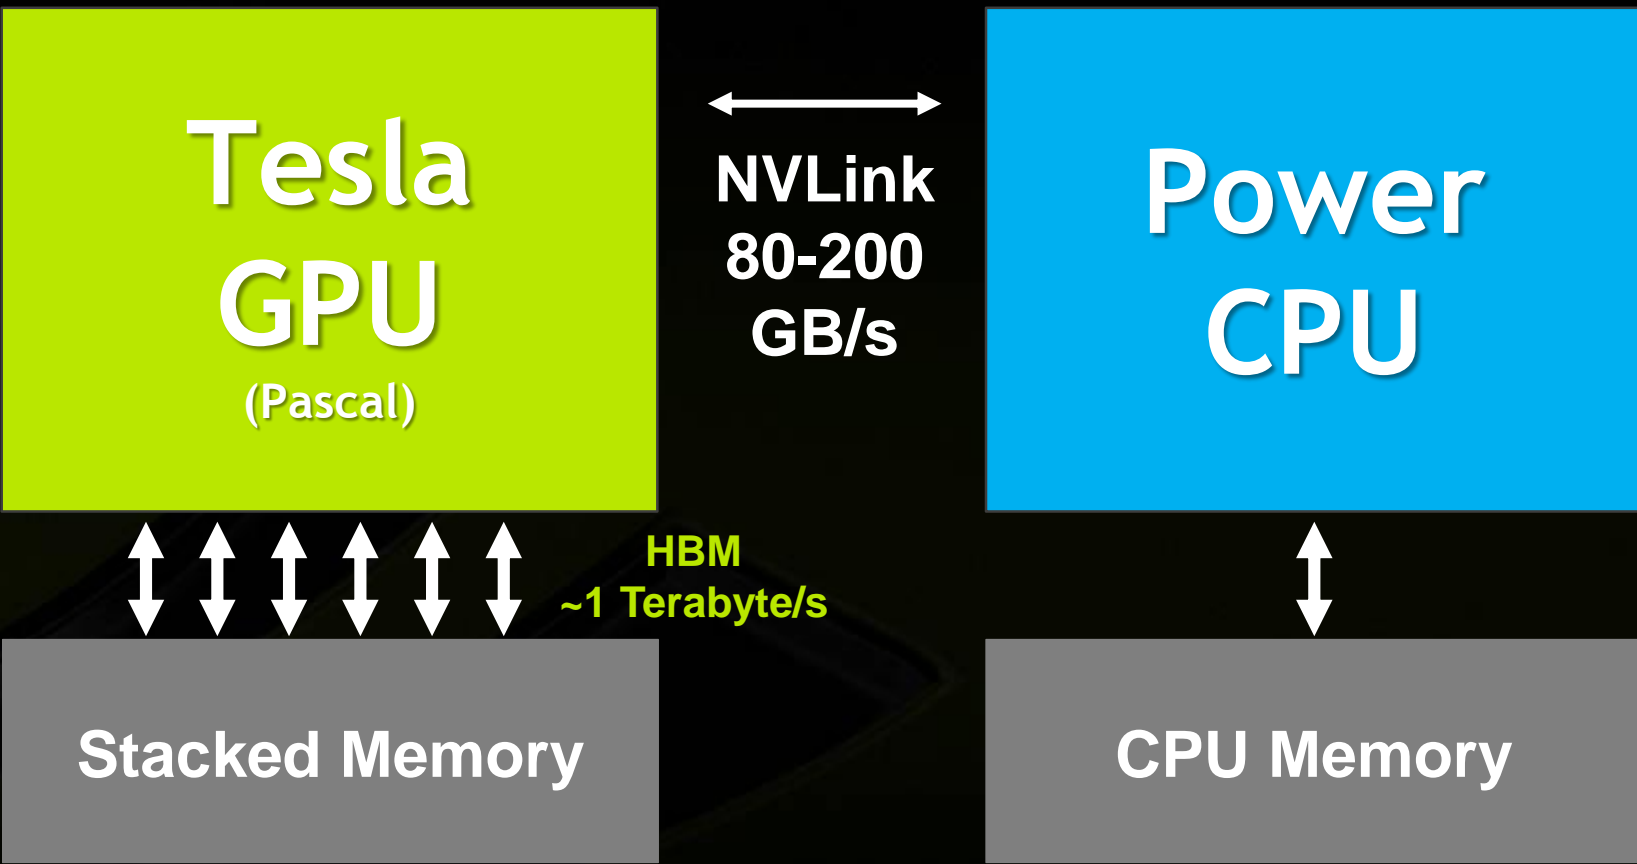 Tesla
GPU
(Pascal)
NVLink
80-200
GB/s
Power
CPU
HBM
~1 Terabyte/s
Stacked Memory
CPU Memory